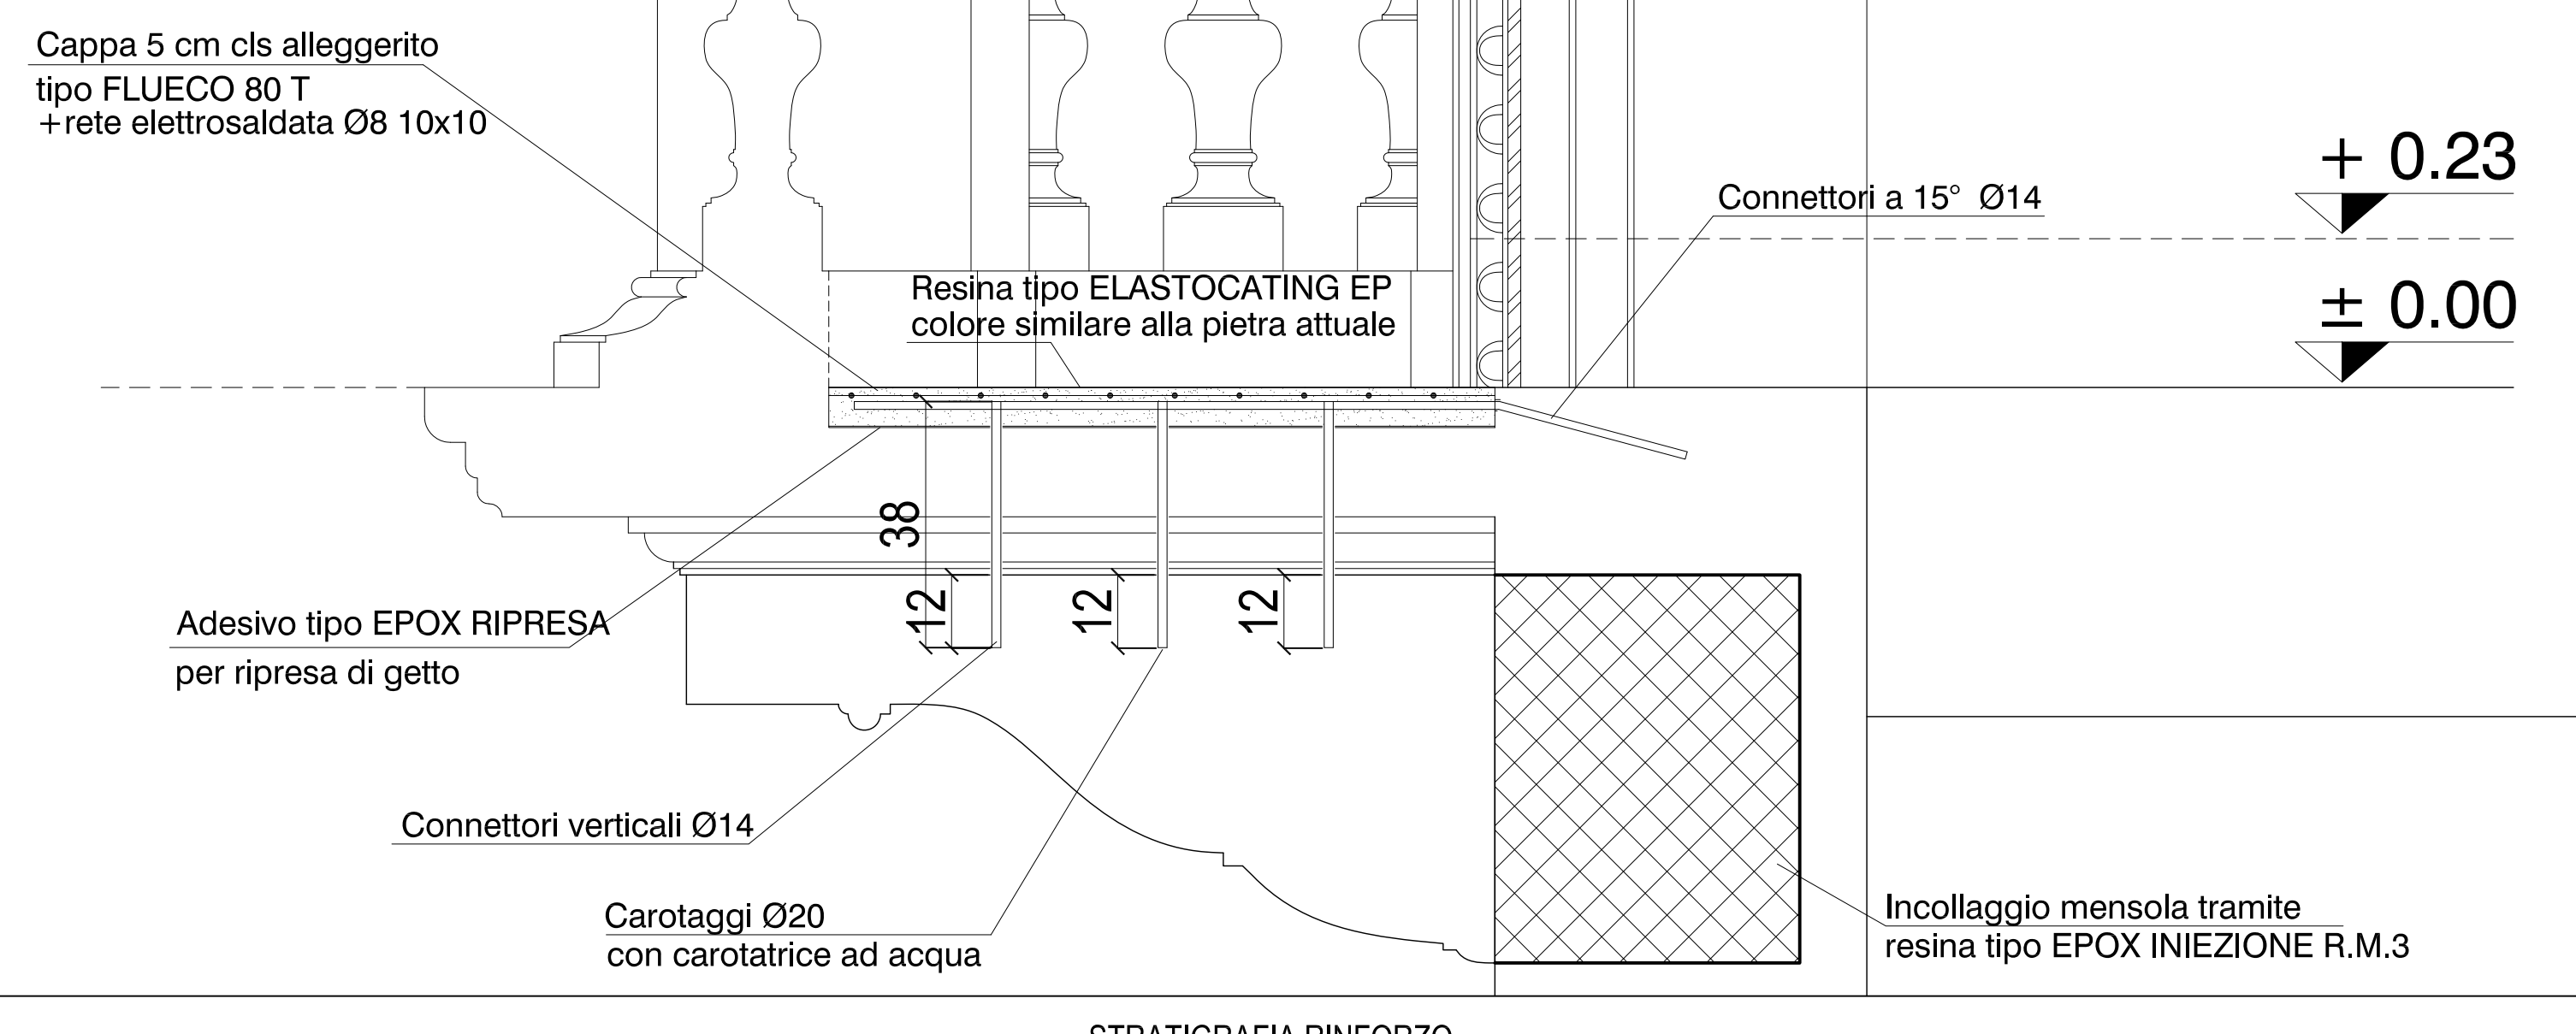 Cappa 5 cm cls alleggerito
tipo FLUECO 80 T
+rete elettrosaldata Ø8 10x10
+ 0.23
Connettori a 15° Ø14
Resina tipo ELASTOCATING EP
colore similare alla pietra attuale
± 0.00
38
12
12
12
Adesivo tipo EPOX RIPRESA
per ripresa di getto
Connettori verticali Ø14
Carotaggi Ø20
con carotatrice ad acqua
Incollaggio mensola tramite
resina tipo EPOX INIEZIONE R.M.3
STRATIGRAFIA RINFORZO